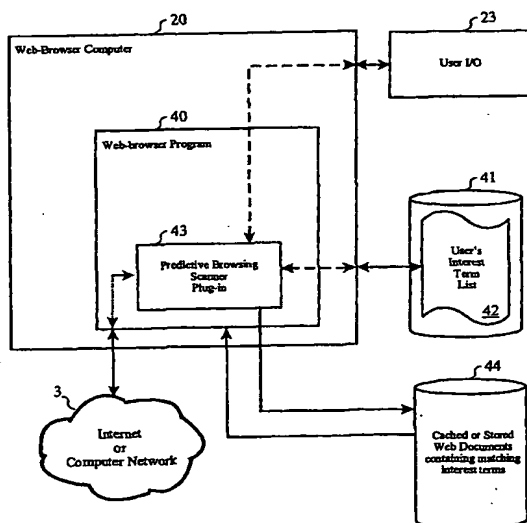 20
23
Web-Browser Computer
User I/O
40
Web-browser Program
41
43
Predictive Browsing
Scanner
Plug-in
User's
Interest
Term
List
42
44
3
Internet
or
Computer Network
Cached or Stored
Web Documents
containing matching
interest terms